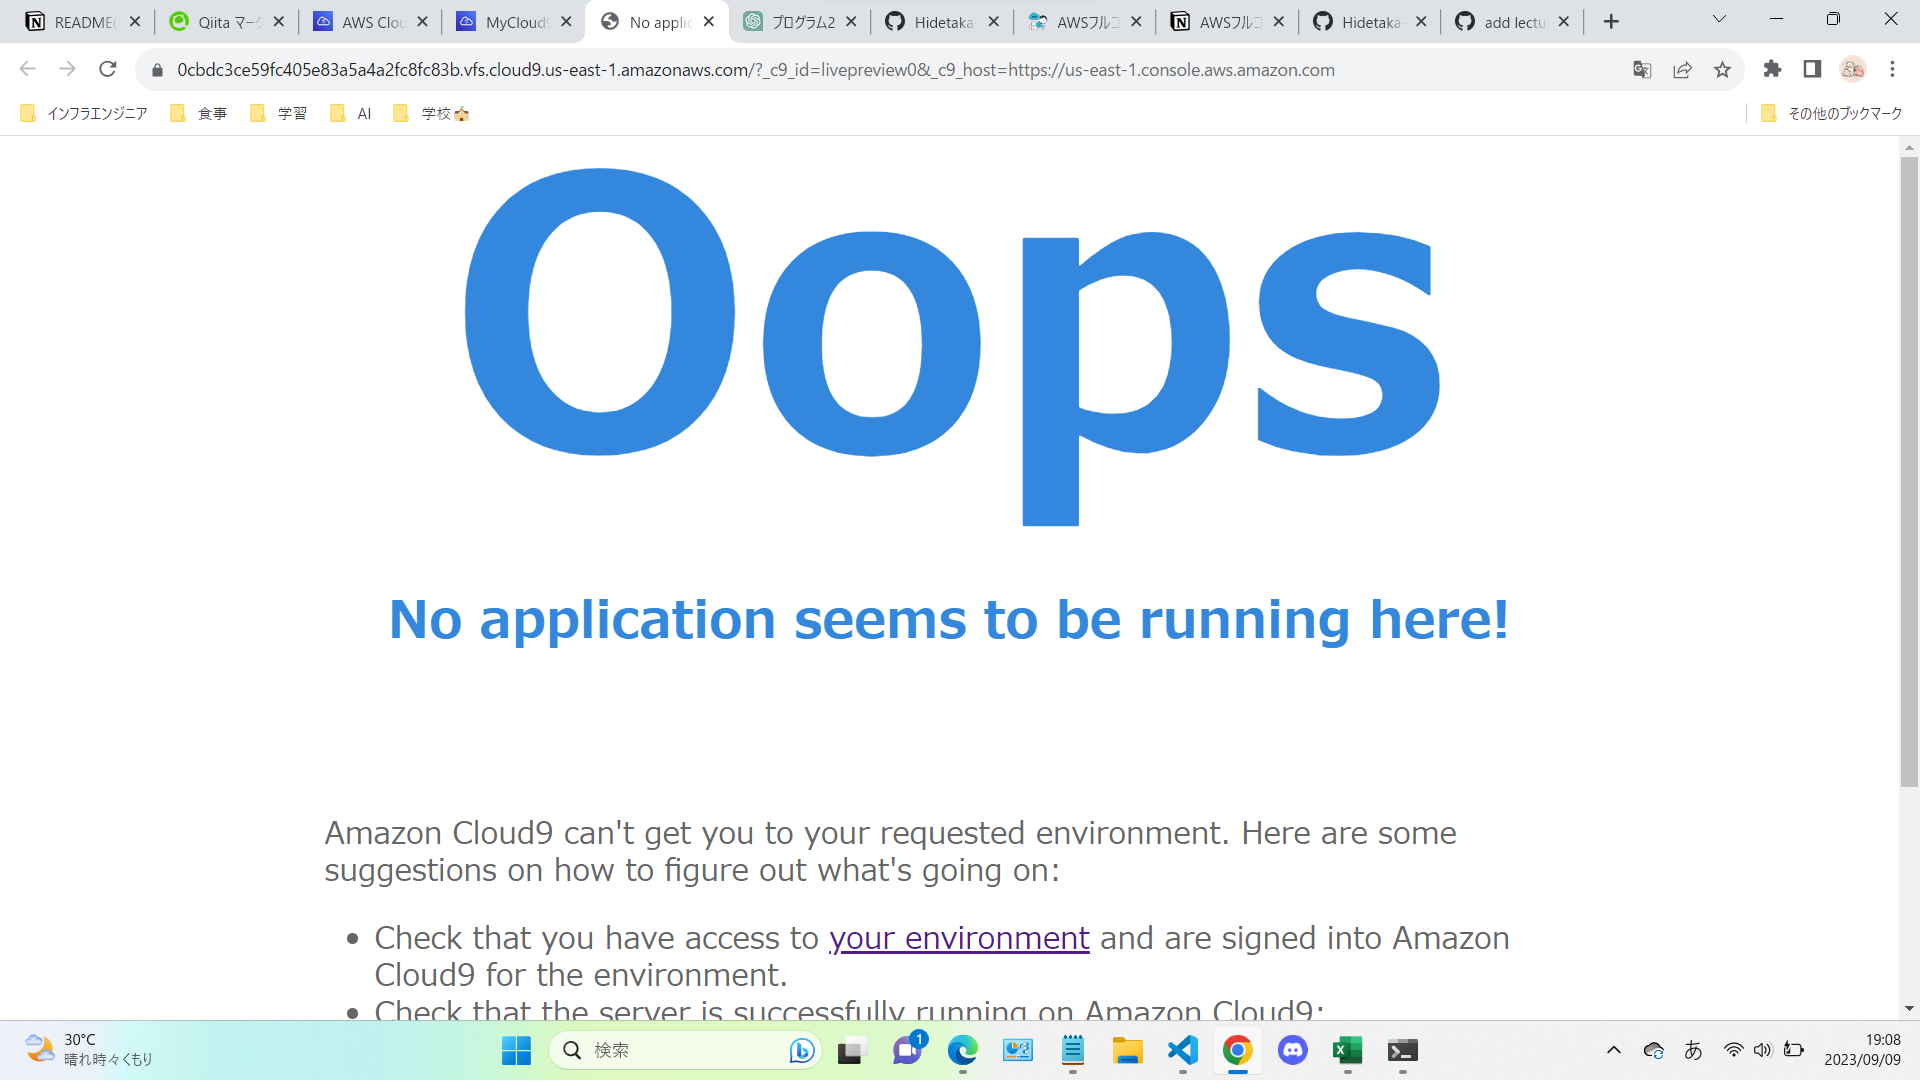 README( Qiita マーク AWS Clou MyCloud9 No applic プログラム2 Hidetaka- AWSフルコ AWSフルコ Hidetaka- add lectu
0cbdc3ce59fc405e83a5a4a2fc8fc83b.vfs.cloud9.us-east-1.amazonaws.com/?_c9_id=livepreview0&_c9_host=https://us-east-1.console.aws.amazon.com
インフラエンジニア 食事 学習 AI 学校 その他のブックマーク
Oops
No application seems to be running here!
Amazon Cloud9 can't get you to your requested environment. Here are some
suggestions on how to figure out what's going on:
• Check that you have access to your environment and are signed into Amazon
Cloud9 for the environment.
• Check that the server is successfully running on Amazon Cloud9:
30°C
晴れ時々くもり
検索
1
あ
19:08
2023/09/09